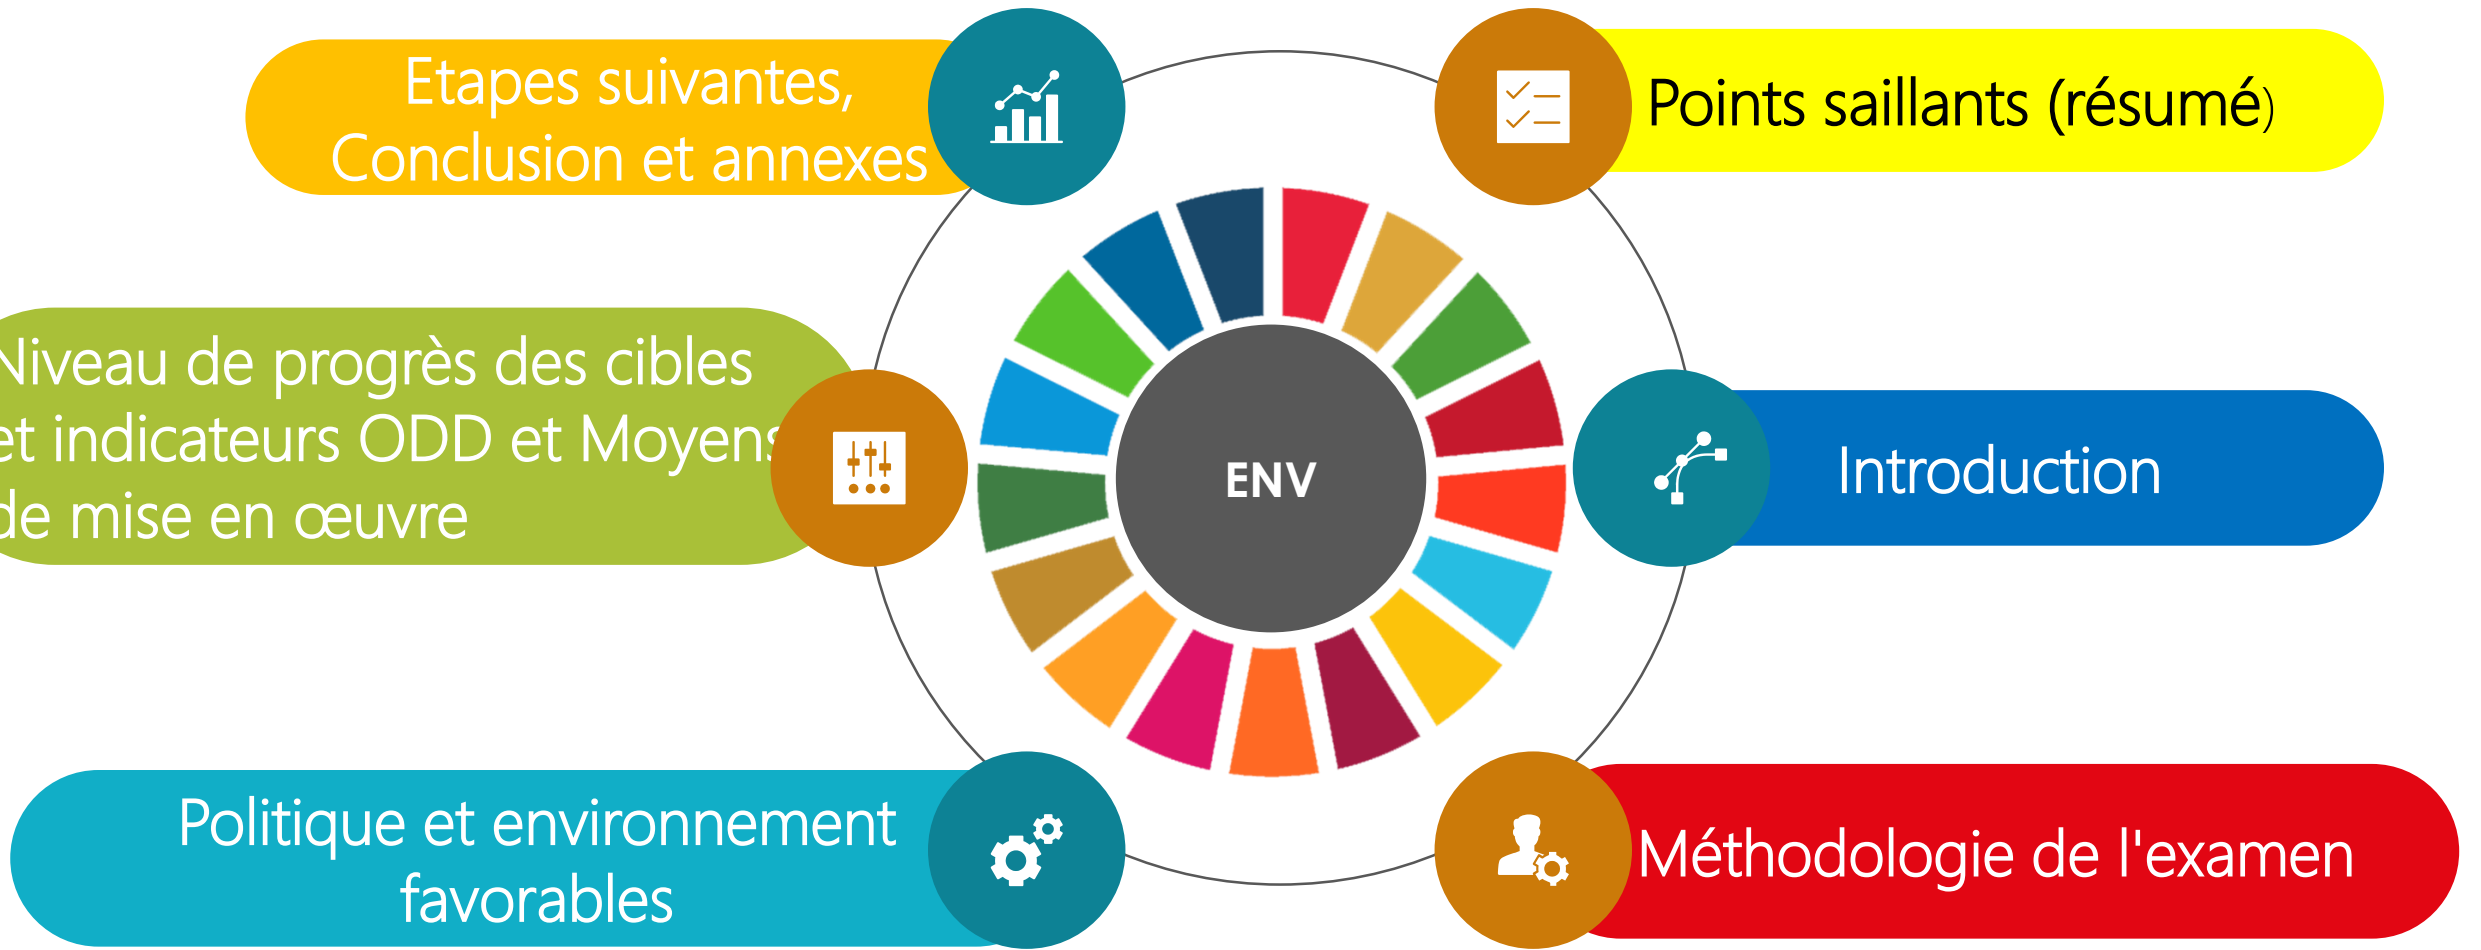 Etapes suivantes,
Conclusion et annexes
Points saillants (résumé)
Niveau de progrès des cibles
et indicateurs ODD et Moyens
de mise en œuvre
ENV
Introduction
Politique et environnement
favorables
Méthodologie de l'examen